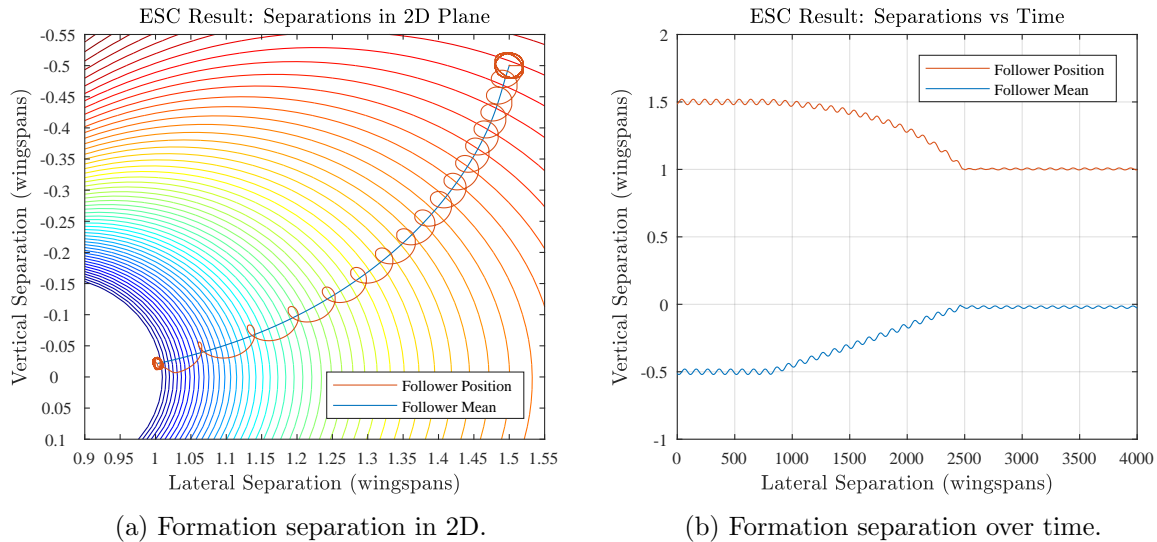 ESC Result: Separations in 2D Plane
-0.55
-0.5
-0.45
-0.4
-0.35
-0.3
-0.25
-0.2
-0.15
-0.1
-0.05
0
0.05
0.1
Vertical Separation (wingspans)
Follower Position
Follower Mean
0.9 0.95 1 1.05 1.1 1.15 1.2 1.25 1.3 1.35 1.4 1.45 1.5 1.55
Lateral Separation (wingspans)
(a) Formation separation in 2D.
ESC Result: Separations vs Time
2
1.5
1
0.5
0
-0.5
-1
Vertical Separation (wingspans)
Follower Position
Follower Mean
0 500 1000 1500 2000 2500 3000 3500 4000
Lateral Separation (wingspans)
(b) Formation separation over time.